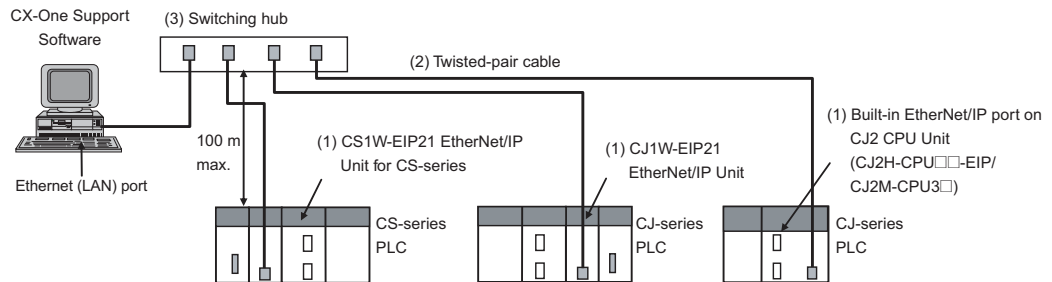 CX-One Support
Software
(3) Switching hub
(2) Twisted-pair cable
100 m
max.
(1) CS1W-EIP21 EtherNet/IP
Unit for CS-series
(1) CJ1W-EIP21
EtherNet/IP Unit
(1) Built-in EtherNet/IP port on
CJ2 CPU Unit
(CJ2H-CPU□□-EIP/
CJ2M-CPU3□)
Ethernet (LAN) port
CS-series
PLC
CJ-series
PLC
CJ-series
PLC